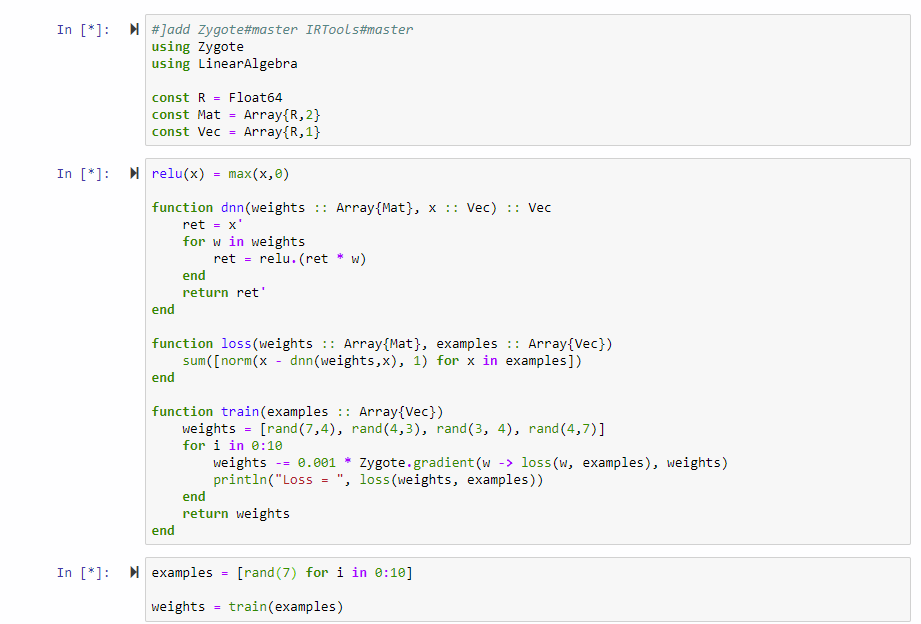 In [*]: #]add Zygote#master IRTools#master
using Zygote
using LinearAlgebra
const R = Float64
const Mat = Array{R,2}
const Vec = Array{R,1}
In [*]: relu(x) = max(x,0)
function dnn(weights :: Array{Mat}, x :: Vec) :: Vec
    ret = x'
    for w in weights
        ret = relu.(ret * w)
    end
    return ret'
end
function loss(weights :: Array{Mat}, examples :: Array{Vec})
    sum([norm(x - dnn(weights,x), 1) for x in examples])
end
function train(examples :: Array{Vec})
    weights = [rand(7,4), rand(4,3), rand(3, 4), rand(4,7)]
    for i in 0:10
        weights -= 0.001 * Zygote.gradient(w -> loss(w, examples), weights)
        println("Loss = ", loss(weights, examples))
    end
    return weights
end
In [*]: examples = [rand(7) for i in 0:10]
weights = train(examples)